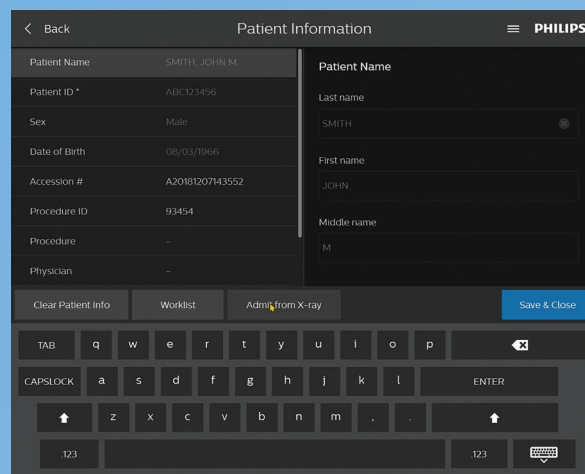 Back Patient Information PHILIPS
Patient Name SMITH, JOHN M
Patient ID * ABC123456
Sex Male
Date of Birth 08/03/1966
Accession # A20181207143552
Procedure ID 93454
Procedure -
Physician -
Patient Name
Last name
SMITH
First name
JOHN
Middle name
M
Clear Patient Info Worklist Admit from X-ray Save & Close
TAB q w e r t y u i o p
CAPSLOCK a s d f g h j k l ENTER
z x c v b n m , .
.123 .123